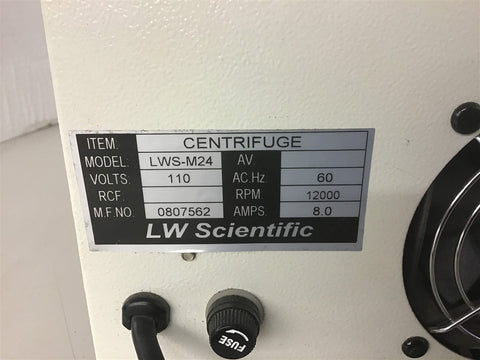 ITEM. CENTRIFUGE
MODEL: LWS-M24 AV.
VOLTS. 110 AC.Hz 60
RCF. RPM. 12000
M.F.NO. 0807562 AMPS. 8.0
LW Scientific
FUSE